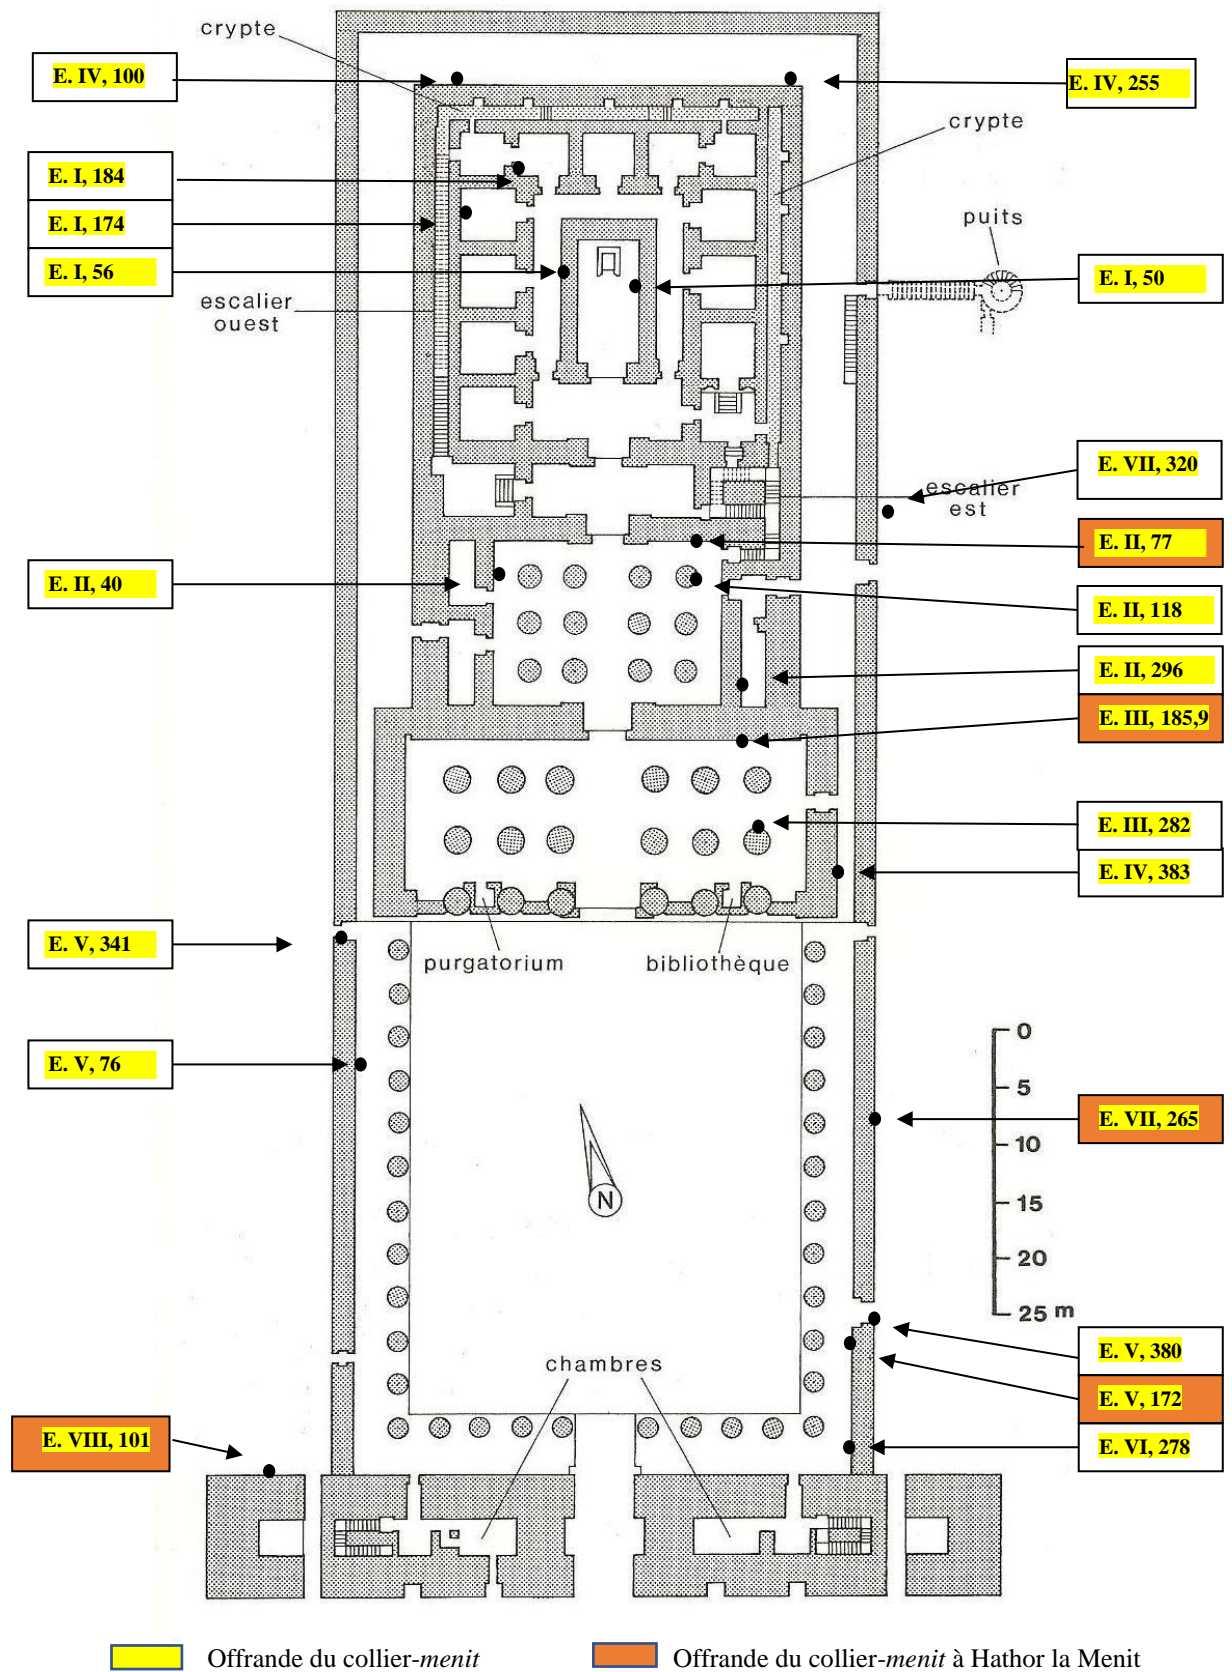 crypte
E. IV, 100
E. IV, 255
crypte
E. I, 184
E. I, 174
puits
E. I, 56
E. I, 50
escalier
ouest
E. VII, 320
escalier
est
E. II, 77
E. II, 40
E. II, 118
E. II, 296
E. III, 185,9
E. III, 282
E. IV, 383
E. V, 341
purgatorium
bibliothèque
0
E. V, 76
5
E. VII, 265
10
N
15
20
25 m
E. V, 380
chambres
E. V, 172
E. VIII, 101
E. VI, 278
Offrande du collier-menit
Offrande du collier-menit à Hathor la Menit